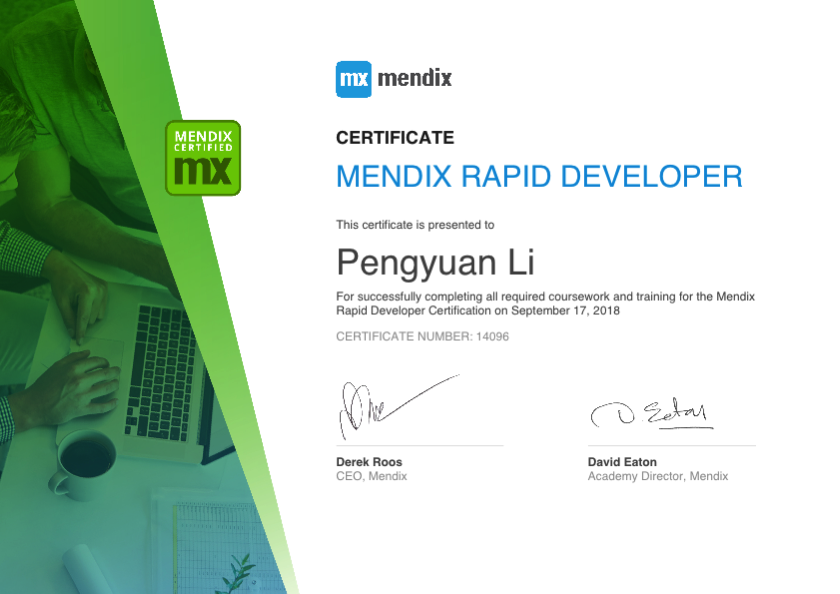 mx mendix
MENDIX
CERTIFIED
mx
CERTIFICATE
MENDIX RAPID DEVELOPER
This certificate is presented to
Pengyuan Li
For successfully completing all required coursework and training for the Mendix
Rapid Developer Certification on September 17, 2018
CERTIFICATE NUMBER: 14096
D. Eaton
Derek Roos
CEO, Mendix
David Eaton
Academy Director, Mendix